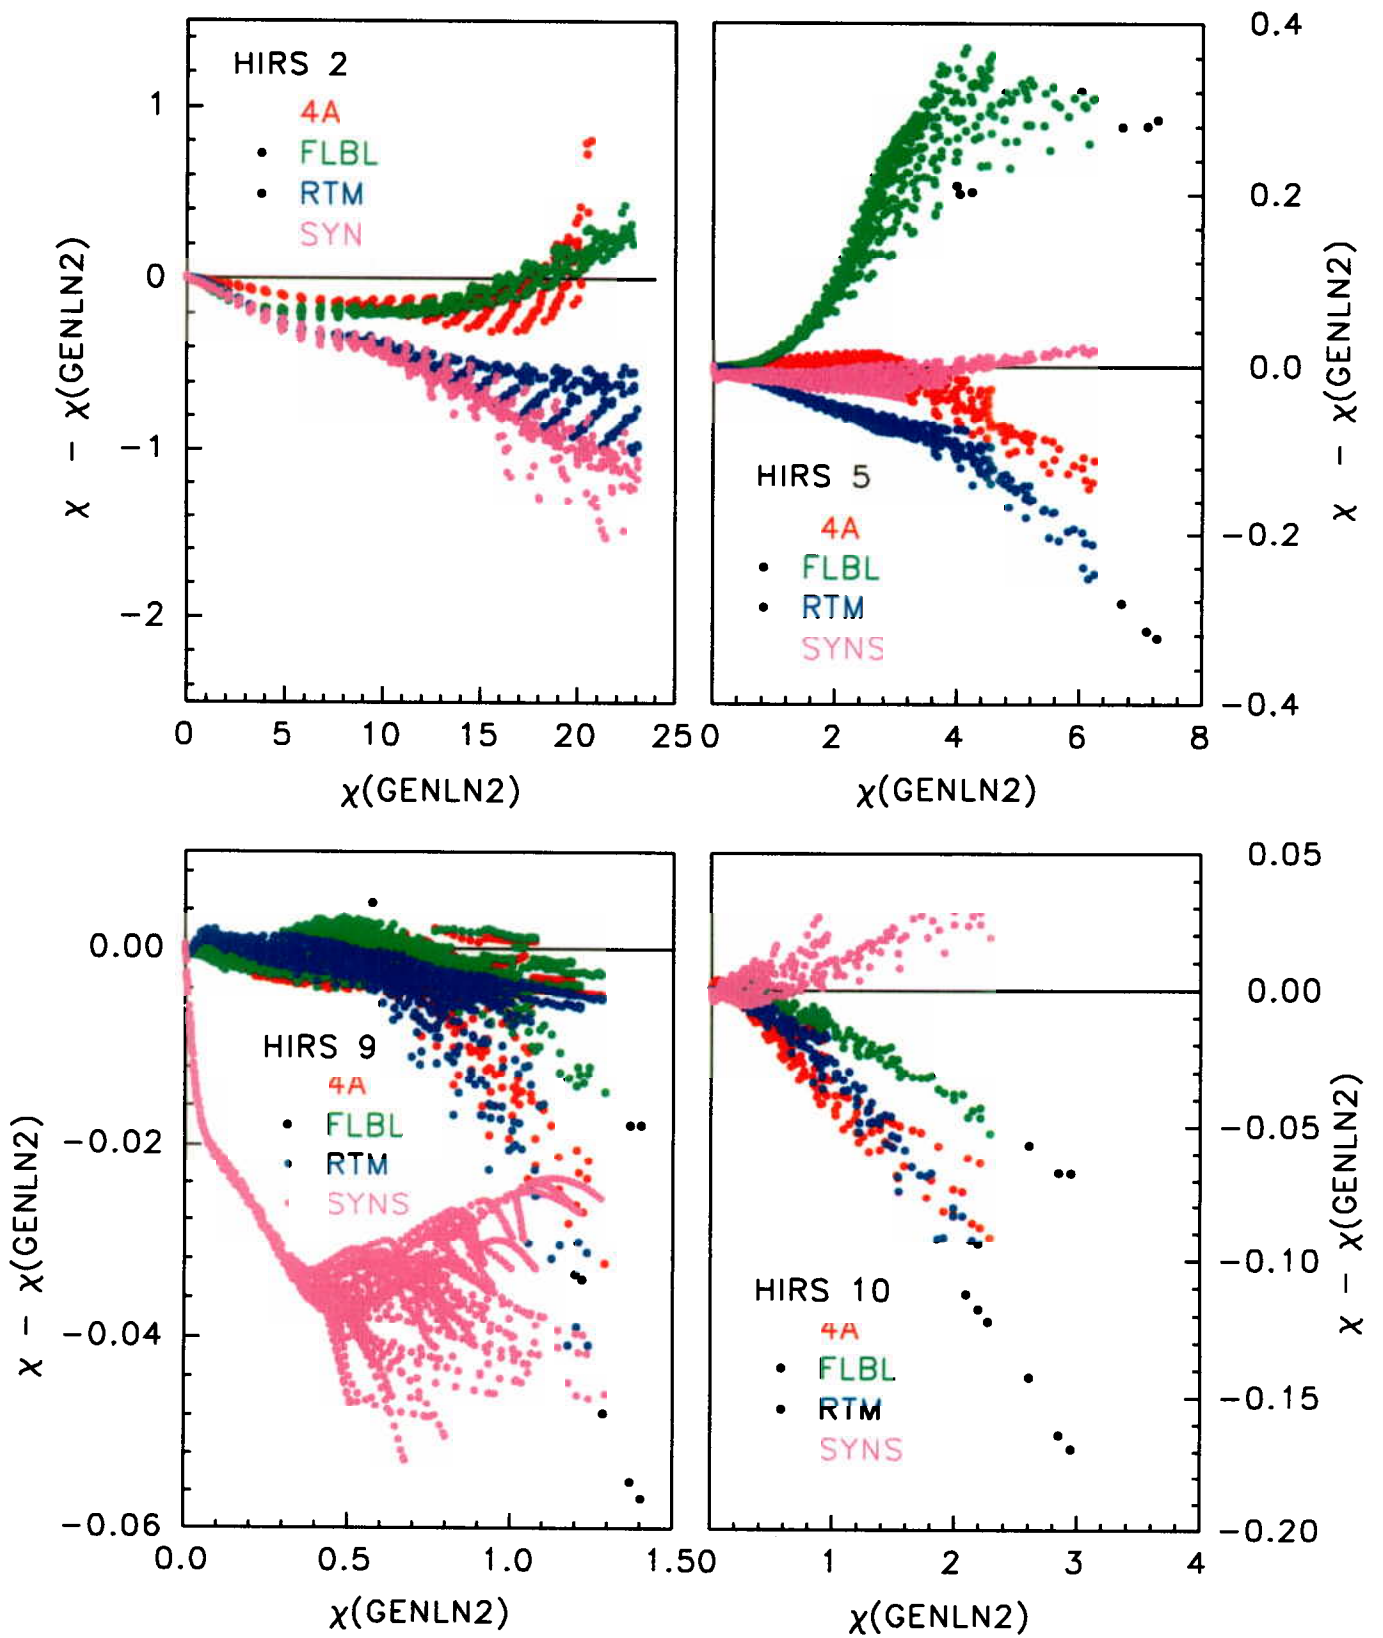 HIRS 2
4A
FLBL
RTM
SYN
1
0
−1
−2
χ − χ(GENLN2)
0 5 10 15 20 25
χ(GENLN2)
HIRS 5
4A
FLBL
RTM
SYNS
0.4
0.2
0.0
−0.2
−0.4
χ − χ(GENLN2)
0 2 4 6 8
χ(GENLN2)
HIRS 9
4A
FLBL
RTM
SYNS
0.00
−0.02
−0.04
−0.06
χ − χ(GENLN2)
0.0 0.5 1.0 1.5
χ(GENLN2)
HIRS 10
4A
FLBL
RTM
SYNS
0.05
0.00
−0.05
−0.10
−0.15
−0.20
χ − χ(GENLN2)
0 1 2 3 4
χ(GENLN2)